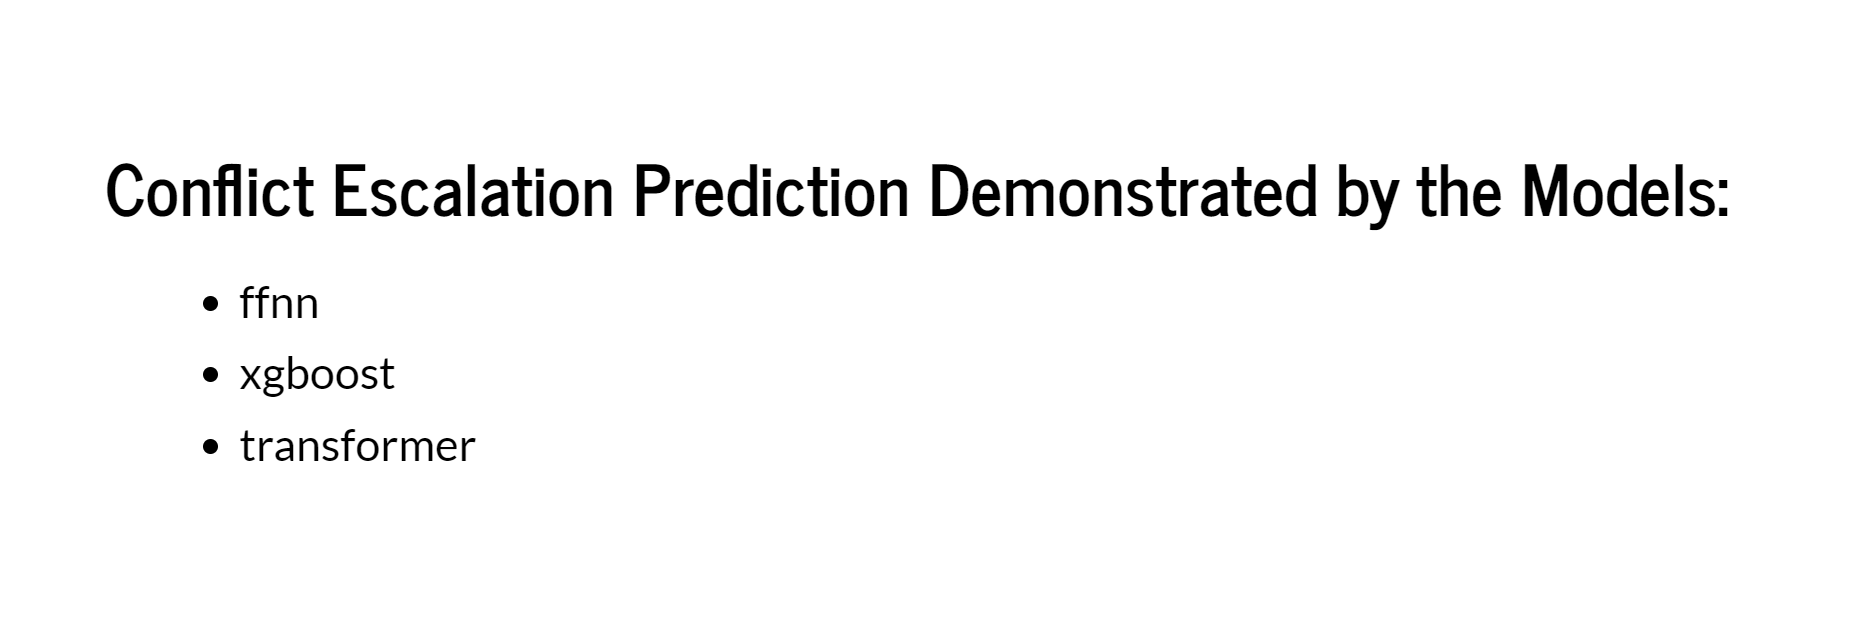 Conflict Escalation Prediction Demonstrated by the Models:
• ffnn
• xgboost
• transformer